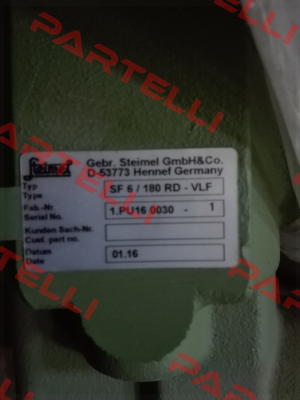 PARTELLI
Steimel
Gebr. Steimel GmbH&Co.
D-53773 Hennef Germany
Typ
Type
SF 6 / 180 RD - VLF
Fab.-Nr.
Serial No.
1.PU16 0030 - 1
Kunden Sach-Nr.
Cust. part no.
Datum
Date
01.16
PARTELLI
PARTELLI